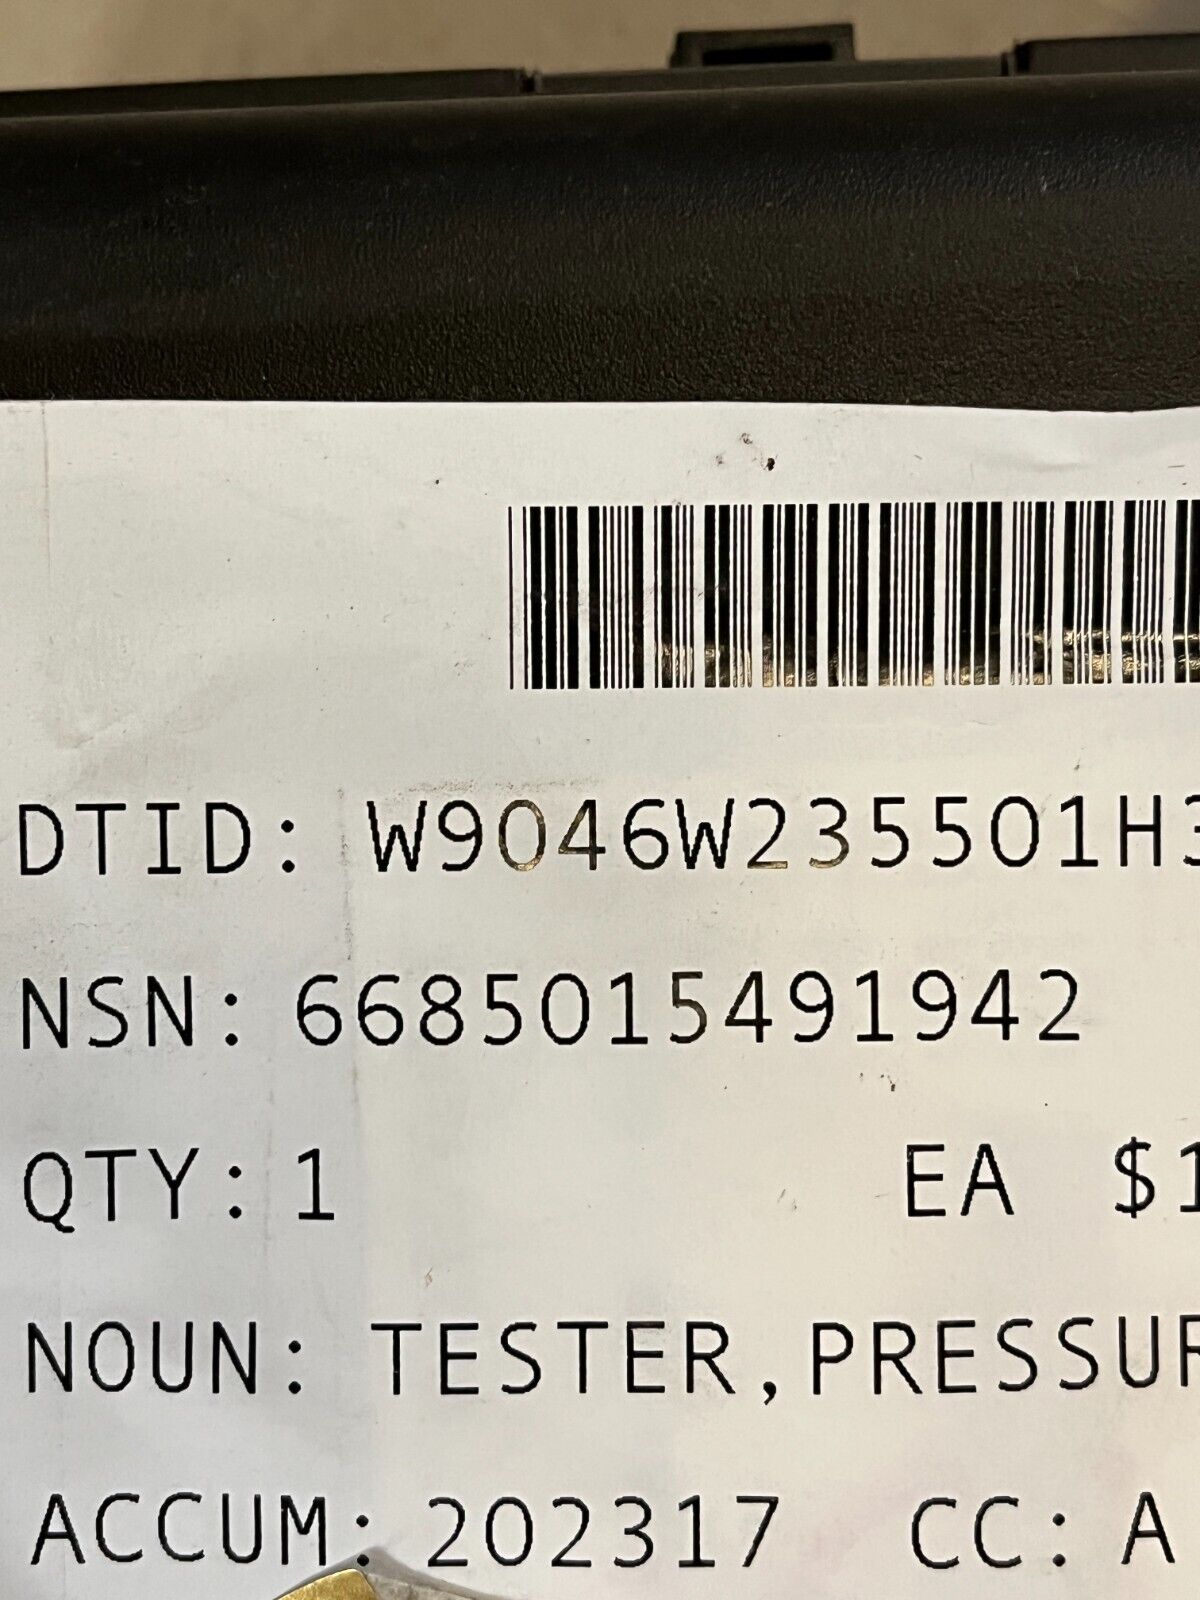 DTID: W9046W235501H3
NSN: 6685015491942
QTY: 1 EA $1
NOUN: TESTER, PRESSUR
ACCUM: 202317 CC: A